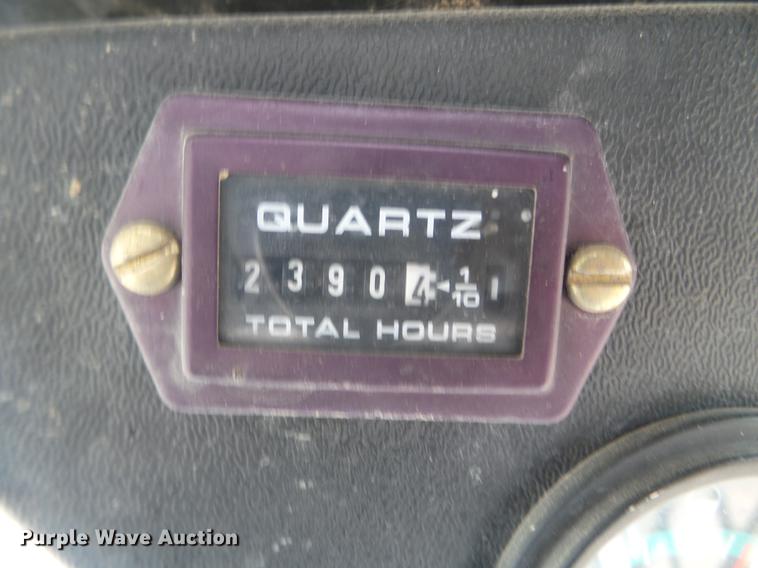 QUARTZ
2 3 9 0 4 1/10
TOTAL HOURS
Purple Wave Auction